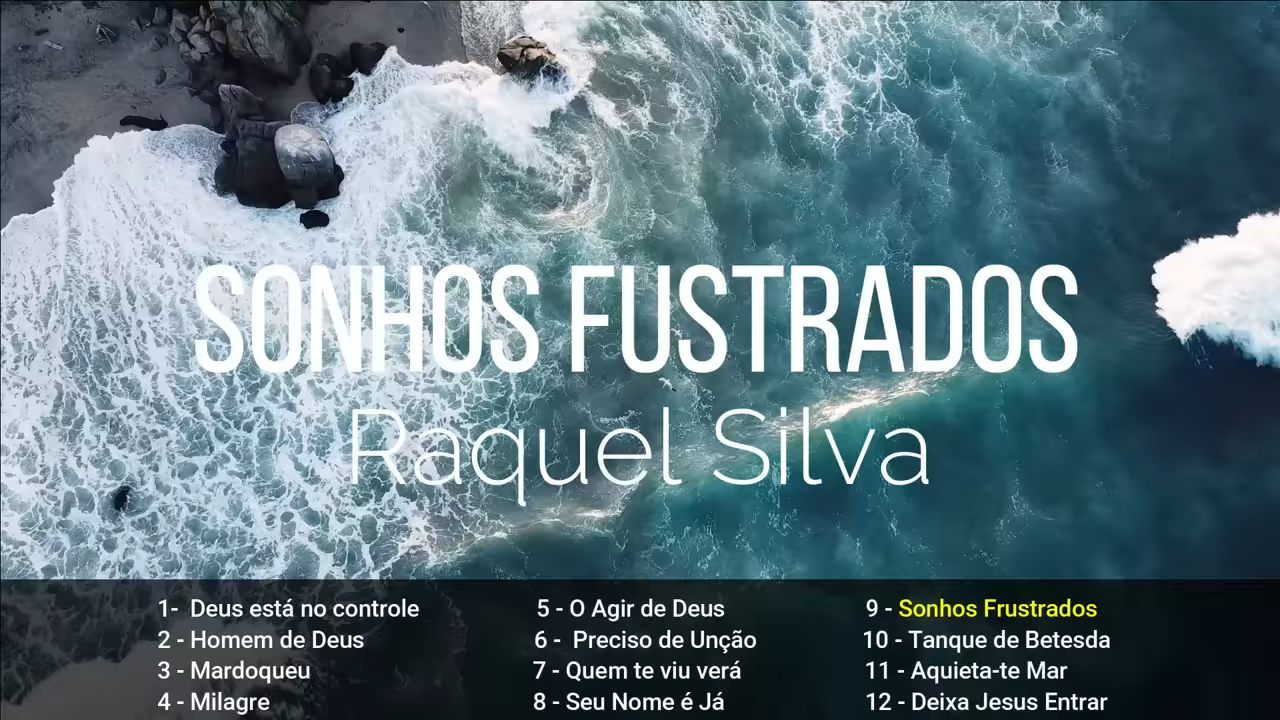 SONHOS FUSTRADOS
Raquel Silva
1- Deus está no controle
2 - Homem de Deus
3 - Mardoqueu
4 - Milagre
5 - O Agir de Deus
6 - Preciso de Unção
7 - Quem te viu verá
8 - Seu Nome é Já
9 - Sonhos Frustrados
10 - Tanque de Betesda
11 - Aquieta-te Mar
12 - Deixa Jesus Entrar